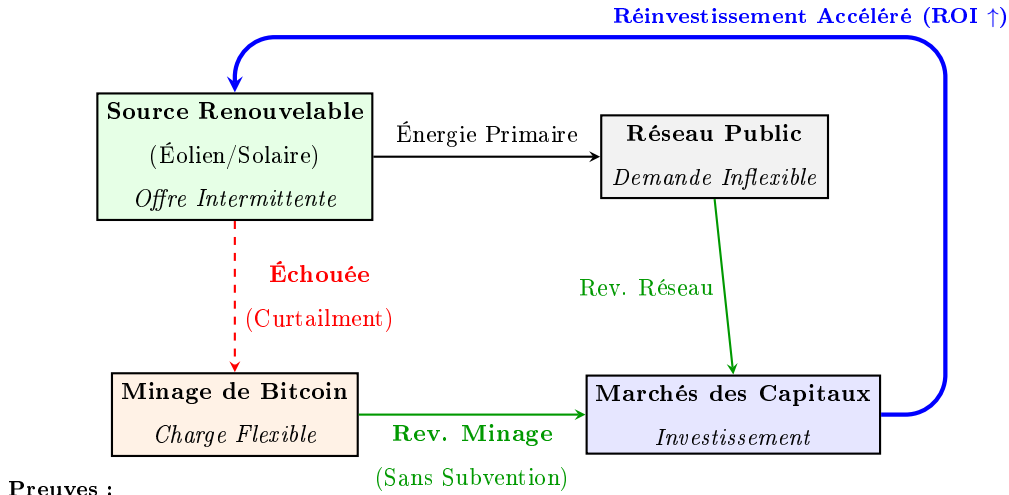 Réinvestissement Accéléré (ROI ↑)
Source Renouvelable
(Éolien/Solaire)
Offre Intermittente
Énergie Primaire
Réseau Public
Demande Inflexible
Échouée
(Curtailment)
Rev. Réseau
Minage de Bitcoin
Charge Flexible
Rev. Minage
(Sans Subvention)
Marchés des Capitaux
Investissement
Preuves :